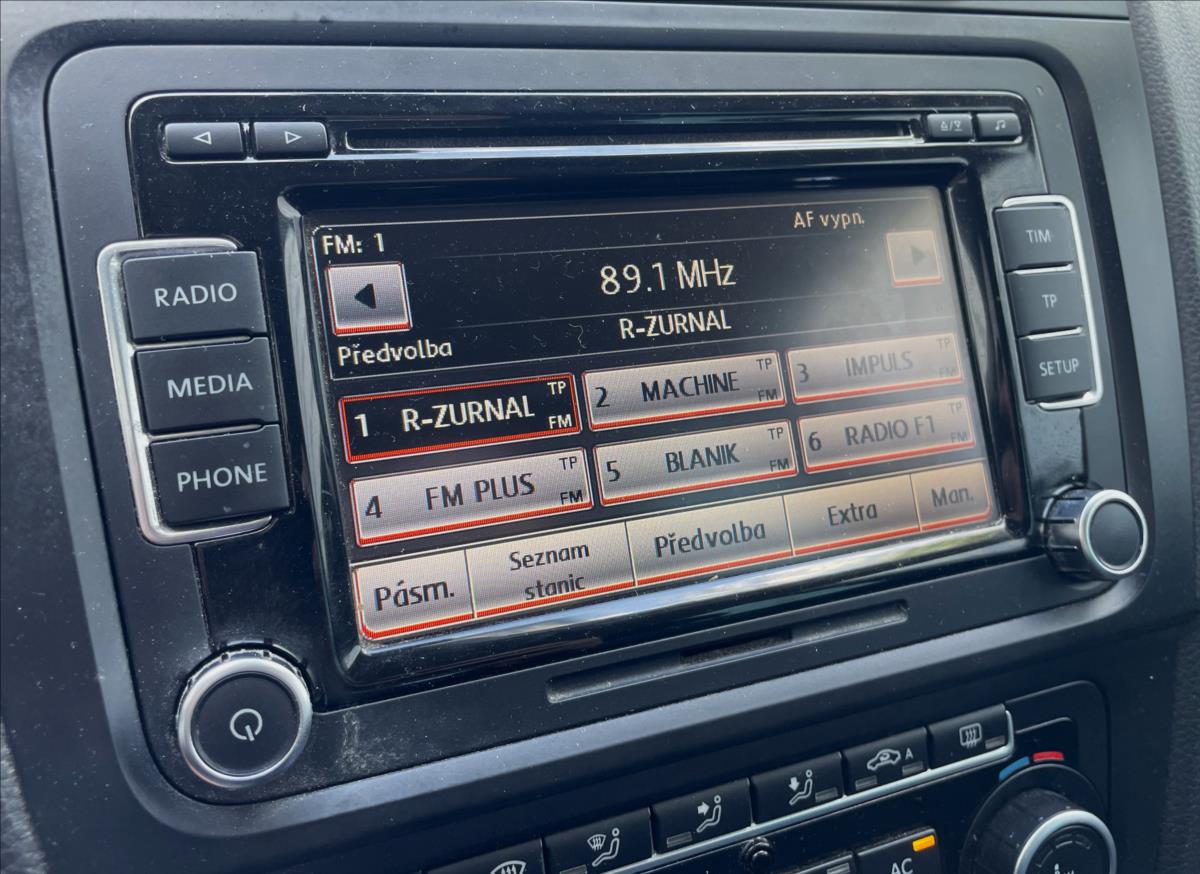 AF vypn.
FM: 1
89.1 MHz
R-ZURNAL
Předvolba
1 R-ZURNAL TP FM
2 MACHINE TP FM
3 IMPULS TP FM
4 FM PLUS TP FM
5 BLANIK TP FM
6 RADIO F1 TP FM
Pásm.
Seznam
stanic
Předvolba
Extra
Man.
RADIO
MEDIA
PHONE
TIM
TP
SETUP
A
AC